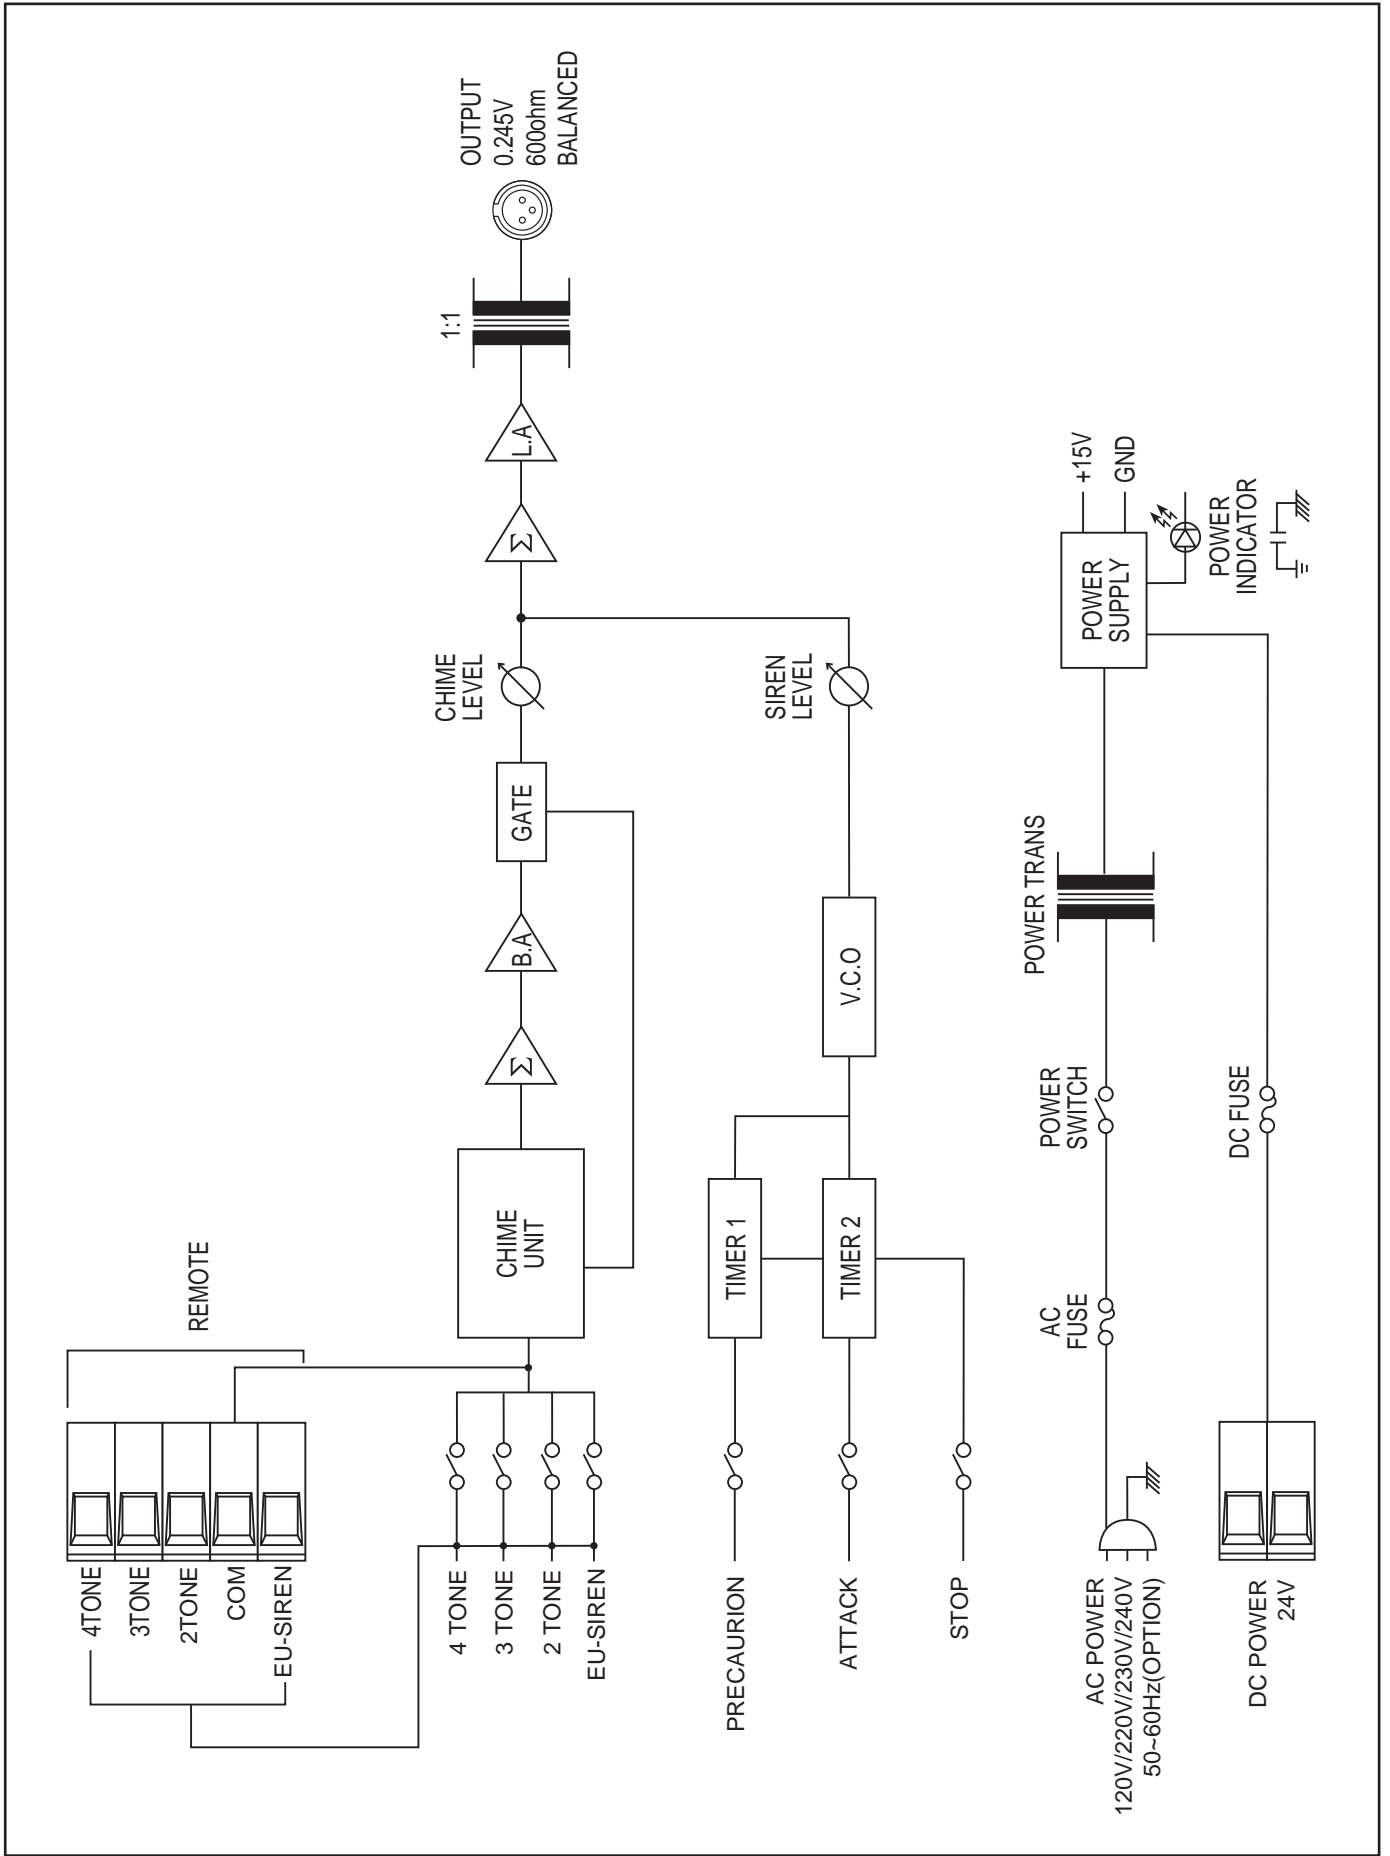 REMOTE
4TONE
3TONE
2TONE
COM
EU-SIREN
4 TONE
3 TONE
2 TONE
EU-SIREN
CHIME
UNIT
Σ
B.A
GATE
CHIME
LEVEL
Σ
L.A
1:1
OUTPUT
0.245V
600ohm
BALANCED
PRECAURION
ATTACK
STOP
TIMER 1
TIMER 2
V.C.O
SIREN
LEVEL
AC POWER
120V/220V/230V/240V
50~60Hz(OPTION)
AC
FUSE
POWER
SWITCH
POWER TRANS
POWER
SUPPLY
+15V
GND
POWER
INDICATOR
DC POWER
24V
DC FUSE